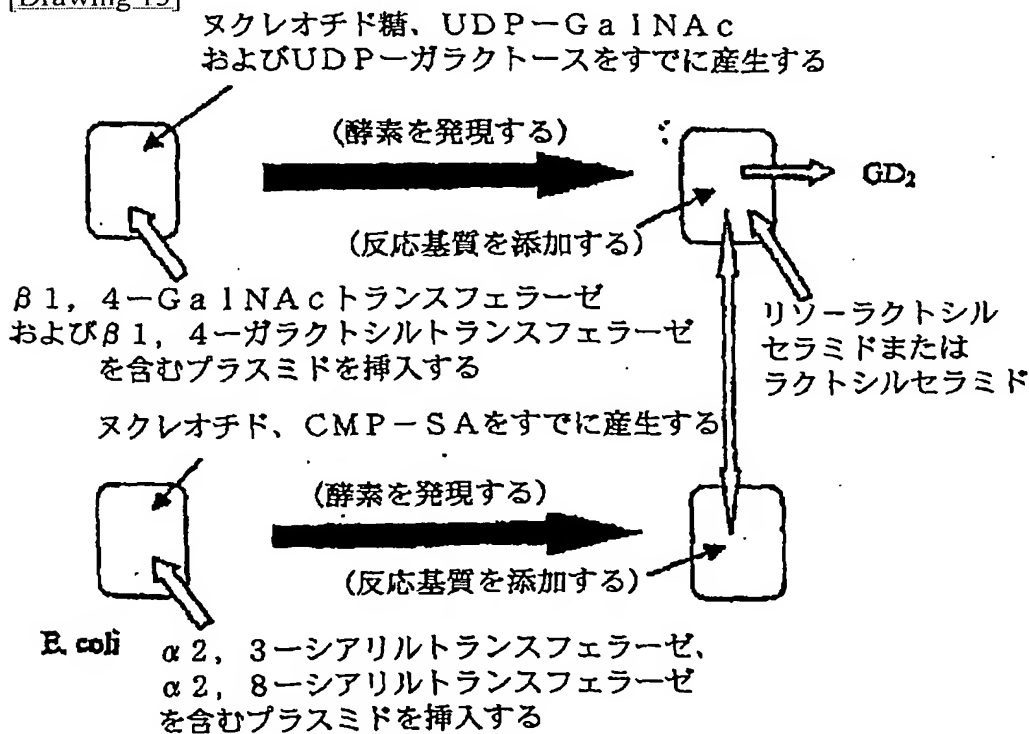 [Drawing 15]
ヌクレオチド糖、UDP－GalNAc
およびUDP－ガラクトースをすでに産生する
(酵素を発現する)
GD₂
(反応基質を添加する)
β1，4－GalNAcトランスフェラーゼ
およびβ1，4－ガラクトシルトランスフェラーゼ
を含むプラスミドを挿入する
リソ－ラクトシル
セラミドまたは
ラクトシルセラミド
ヌクレオチド、CMP－SAをすでに産生する
(酵素を発現する)
(反応基質を添加する)
E. coli
α2，3－シアリルトランスフェラーゼ、
α2，8－シアリルトランスフェラーゼ
を含むプラスミドを挿入する